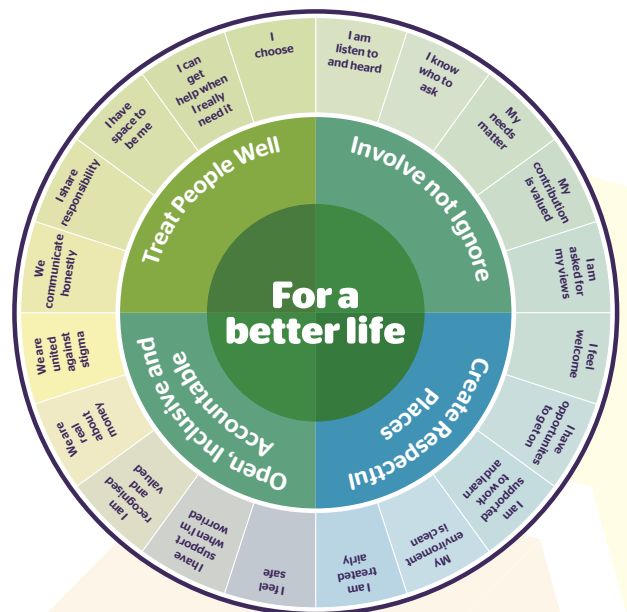 For a
better life
Treat People Well
Involve not Ignore
Create Respectful
Places
Open, Inclusive and
Accountable
I am
listen to
and heard
I know
who to
ask
My
needs
matter
My
contribution
is valued
I am
asked for
my views
I feel
welcome
I have
opportunites
to get on
I am
supported
to work
and learn
My
enviroment
is clean
I am
treated
airly
I feel
safe
I have
support
when I'm
worried
I am
recognised
and
valued
We are
real
about
money
We are
united
against
stigma
We
communicate
honestly
I share
responsibility
I have
space to
be me
I can
get
help when
I really
need it
I
choose